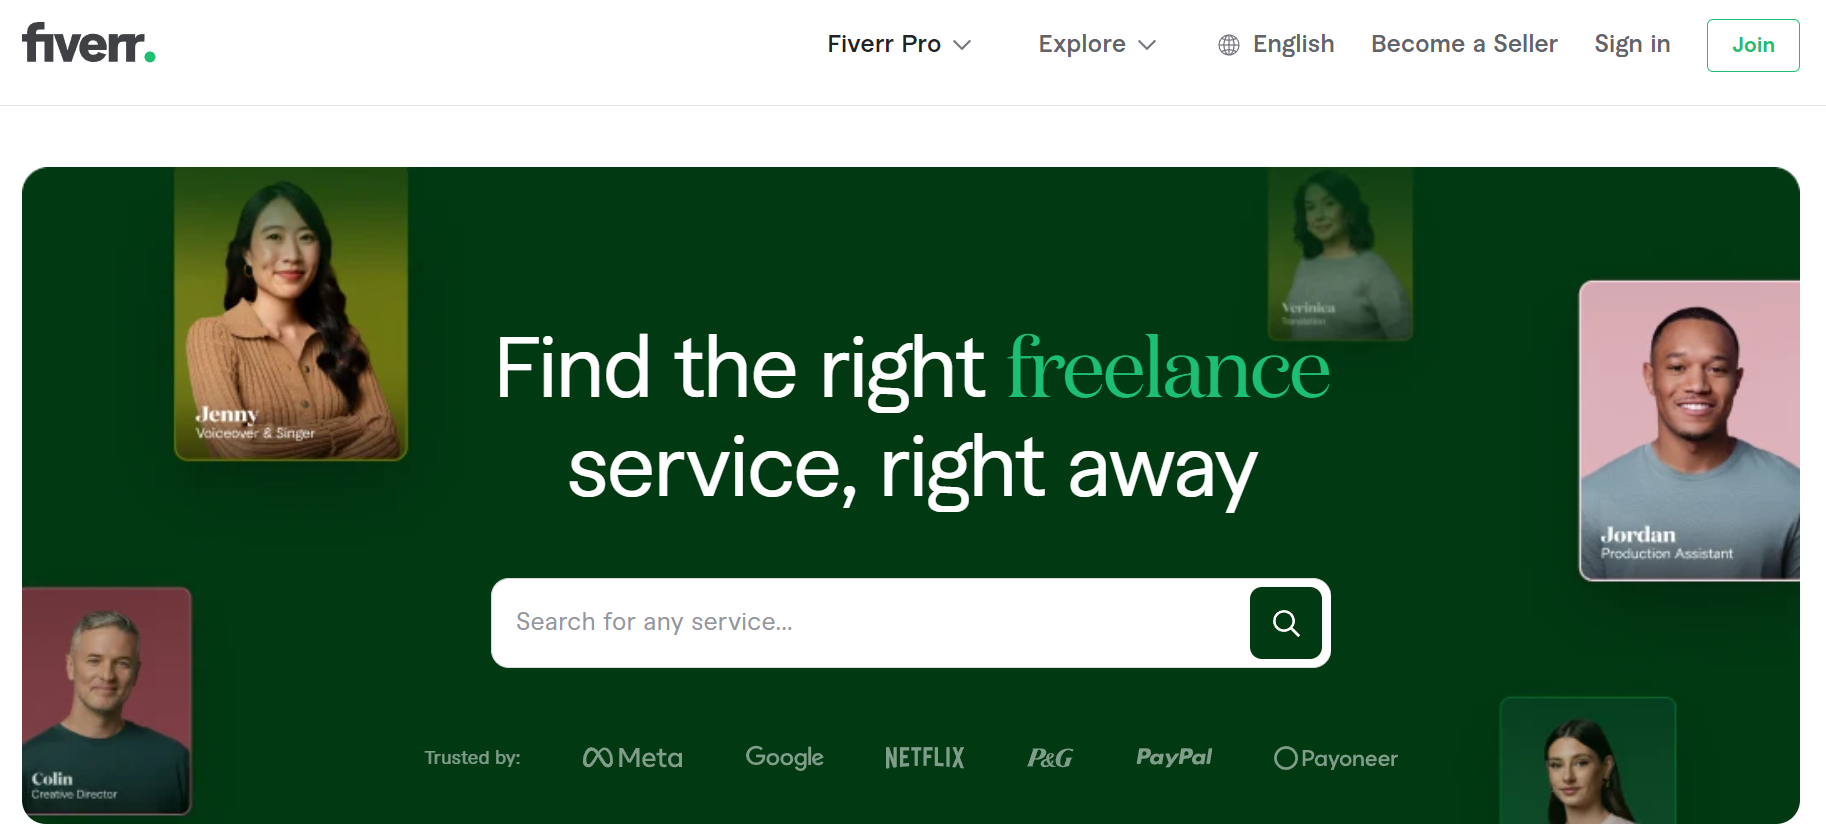 fiverr.
Fiverr Pro
Explore
English
Become a Seller
Sign in
Join
Jenny
Voiceover & Singer
Verinica
Translation
Find the right freelance
service, right away
Jordan
Production Assistant
Search for any service...
Colin
Creative Director
Trusted by:
Meta
Google
NETFLIX
P&G
PayPal
Payoneer